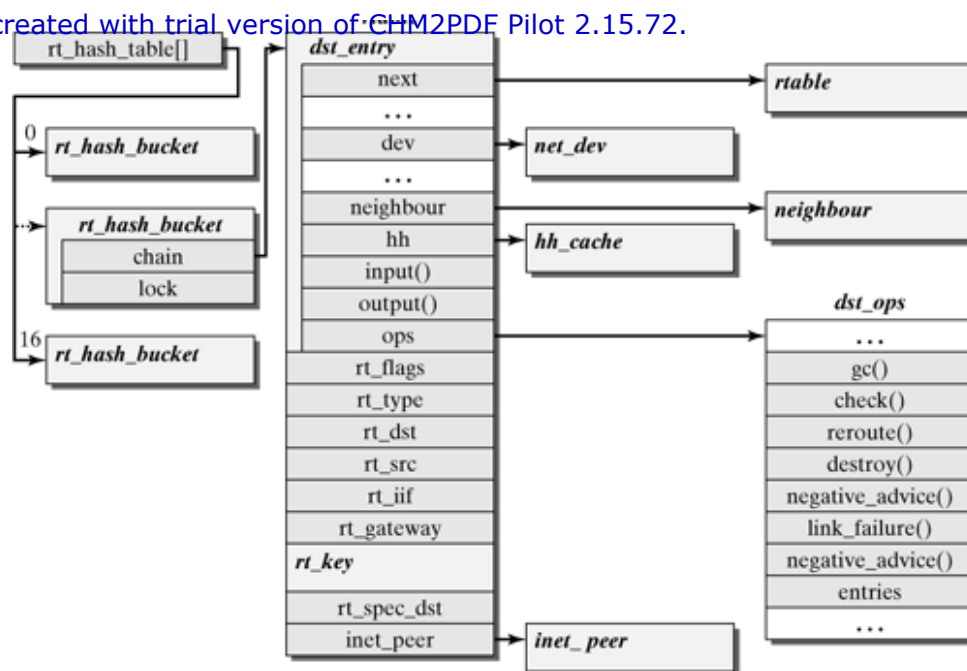 created with trial version of CHM2PDF Pilot 2.15.72.
rt_hash_table[]
0
rt_hash_bucket
rt_hash_bucket
chain
lock
16
rt_hash_bucket
dst_entry
next
...
dev
...
neighbour
hh
input()
output()
ops
rt_flags
rt_type
rt_dst
rt_src
rt_iif
rt_gateway
rt_key
rt_spec_dst
inet_peer
net_dev
hh_cache
inet_peer
rtable
neighbour
dst_ops
...
gc()
check()
reroute()
destroy()
negative_advice()
link_failure()
negative_advice()
entries
...